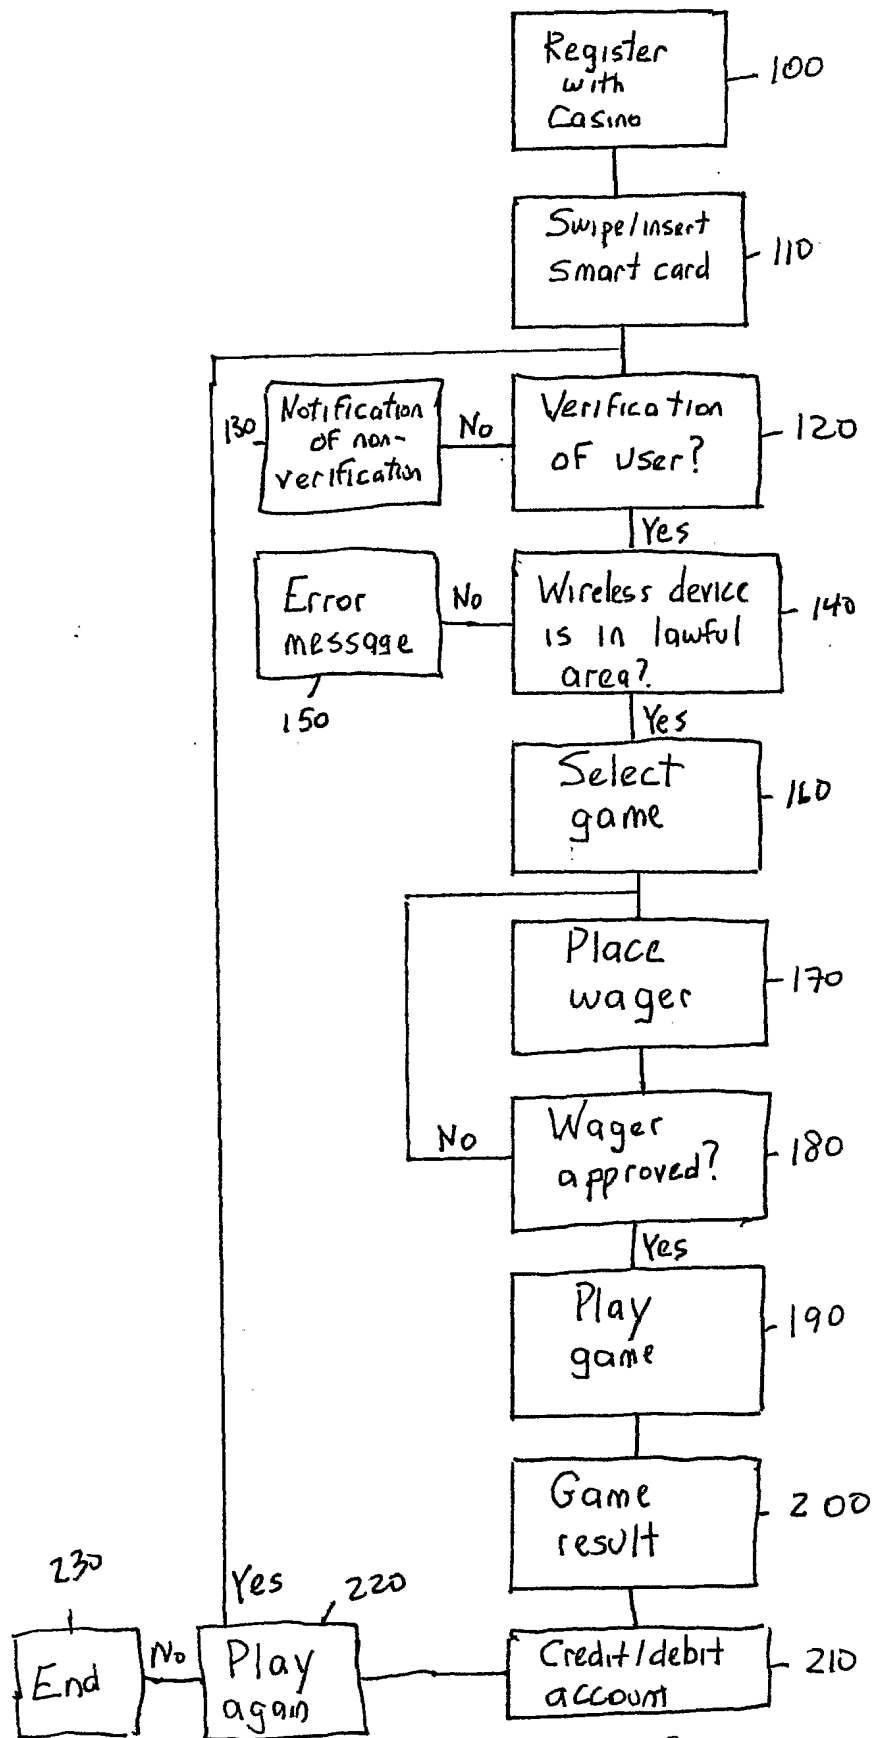 Register
with
Casino
100
Swipe/insert
smart card
110
Verification
of user?
120
No
Notification
of non-
verification
130
Yes
Wireless device
is in lawful
area?
140
No
Error
message
150
Yes
Select
game
160
Place
wager
170
Wager
approved?
180
No
Yes
Play
game
190
Game
result
200
Credit/debit
account
210
Play
again
220
Yes
No
End
230